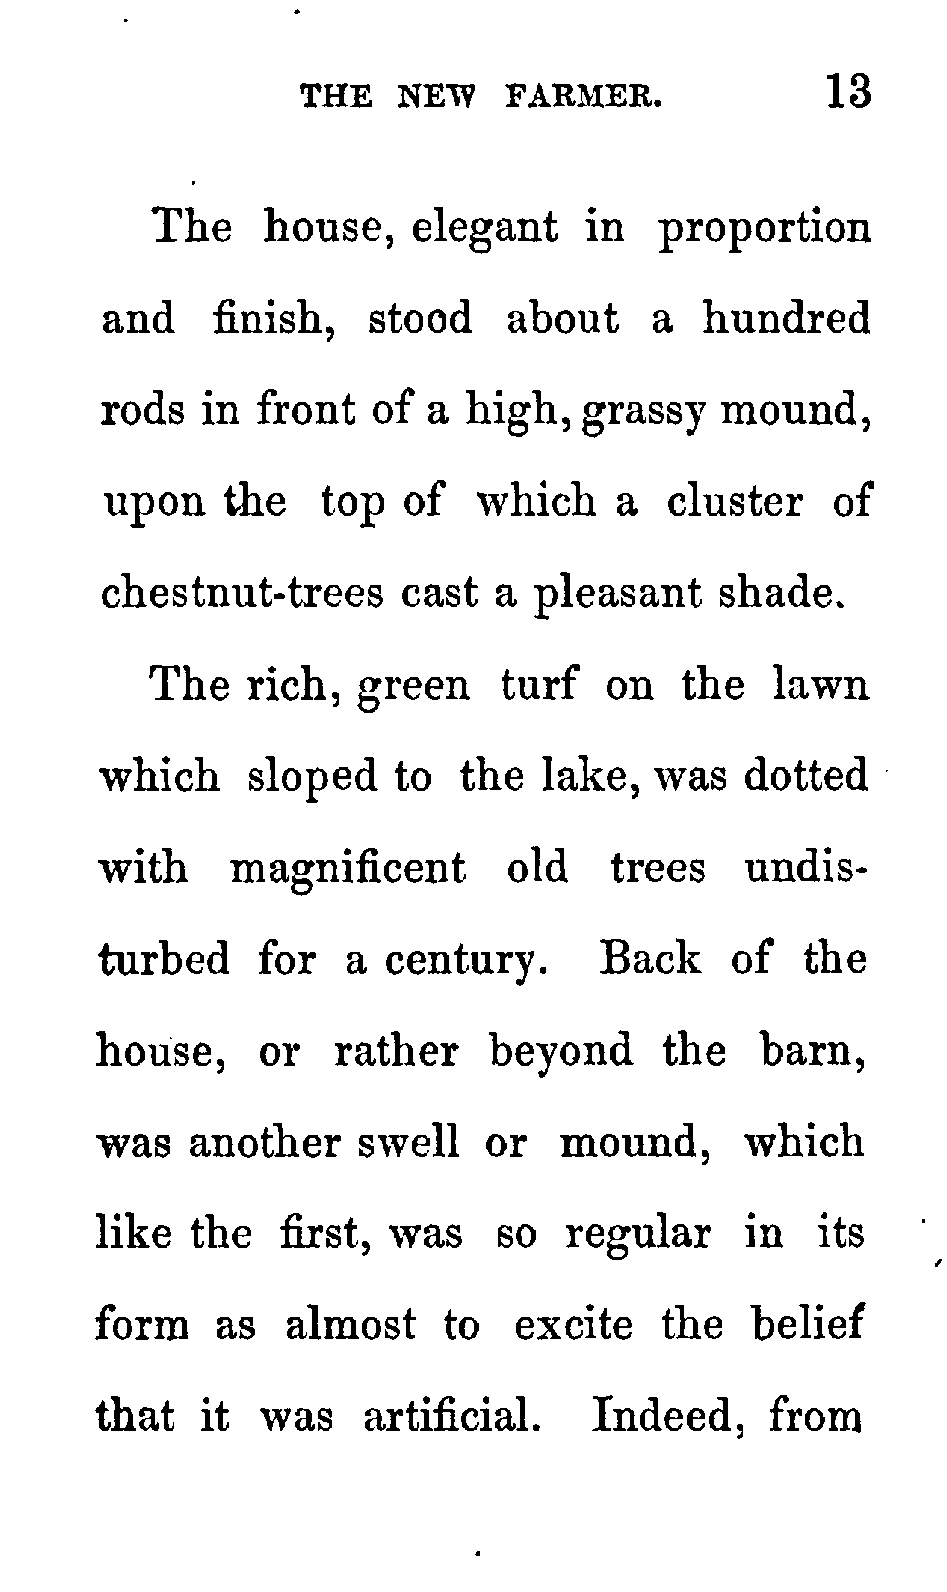 THE NEW FARMER. 13
The house, elegant in proportion
and finish, stood about a hundred
rods in front of a high, grassy mound,
upon the top of which a cluster of
chestnut-trees cast a pleasant shade.
The rich, green turf on the lawn
which sloped to the lake, was dotted
with magnificent old trees undis-
turbed for a century. Back of the
house, or rather beyond the barn,
was another swell or mound, which
like the first, was so regular in its
form as almost to excite the belief
that it was artificial. Indeed, from